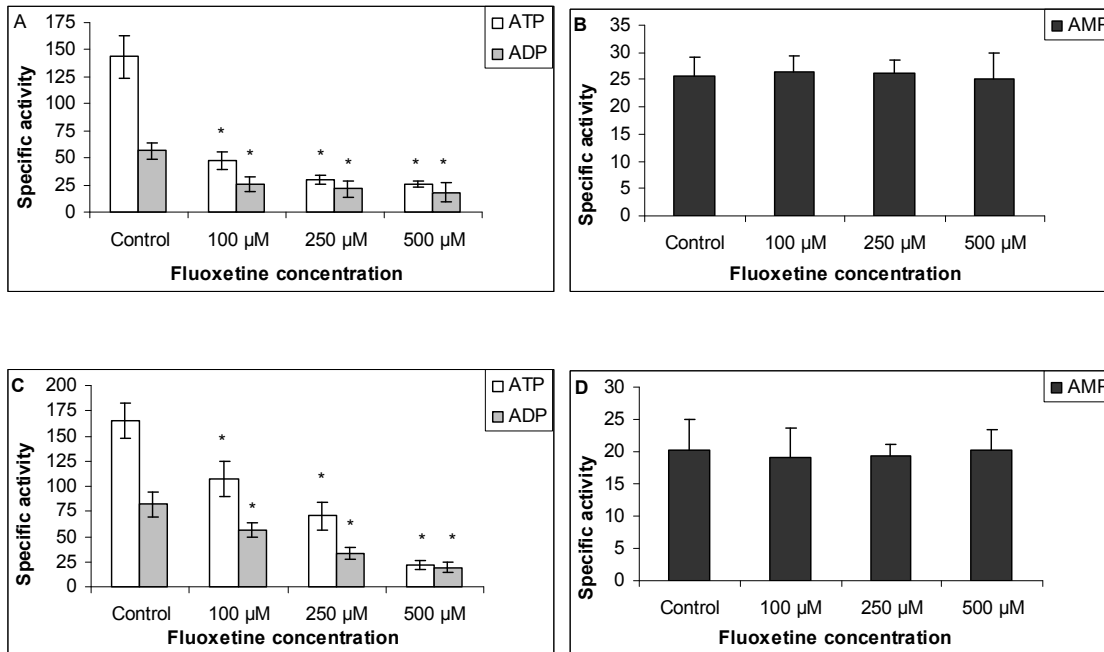 A
ATP
ADP
175
150
125
100
75
50
25
0
Specific activity
* * * * * *
Control 100 µM 250 µM 500 µM
Fluoxetine concentration
B
AMP
35
30
25
20
15
10
5
0
Specific activity
Control 100 µM 250 µM 500 µM
Fluoxetine concentration
C
ATP
ADP
200
175
150
125
100
75
50
25
0
Specific activity
* * * * * *
Control 100 µM 250 µM 500 µM
Fluoxetine concentration
D
AMP
30
25
20
15
10
5
0
Specific activity
Control 100 µM 250 µM 500 µM
Fluoxetine concentration